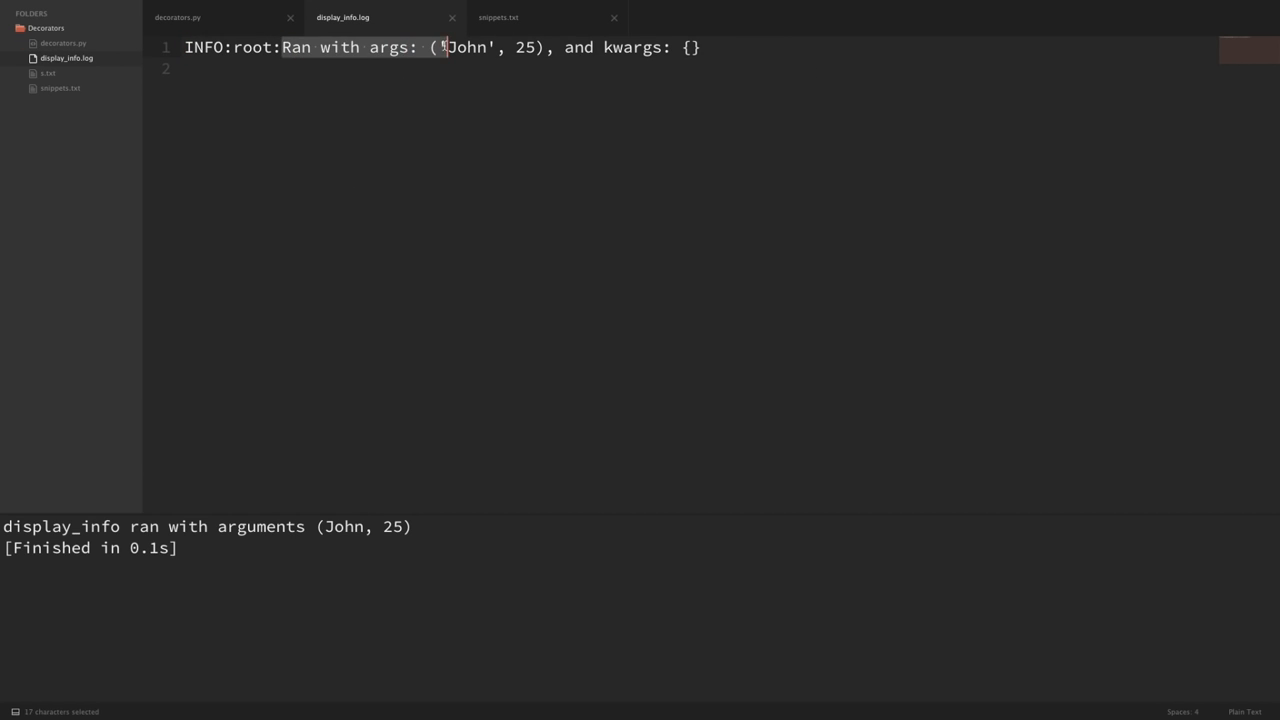 FOLDERS
Decorators
decorators.py
display_info.log
s.txt
snippets.txt
decorators.py
display_info.log
snippets.txt
1 INFO:root:Ran with args: ('John', 25), and kwargs: {}
2
display_info ran with arguments (John, 25)
[Finished in 0.1s]
17 characters selected
Spaces: 4
Plain Text